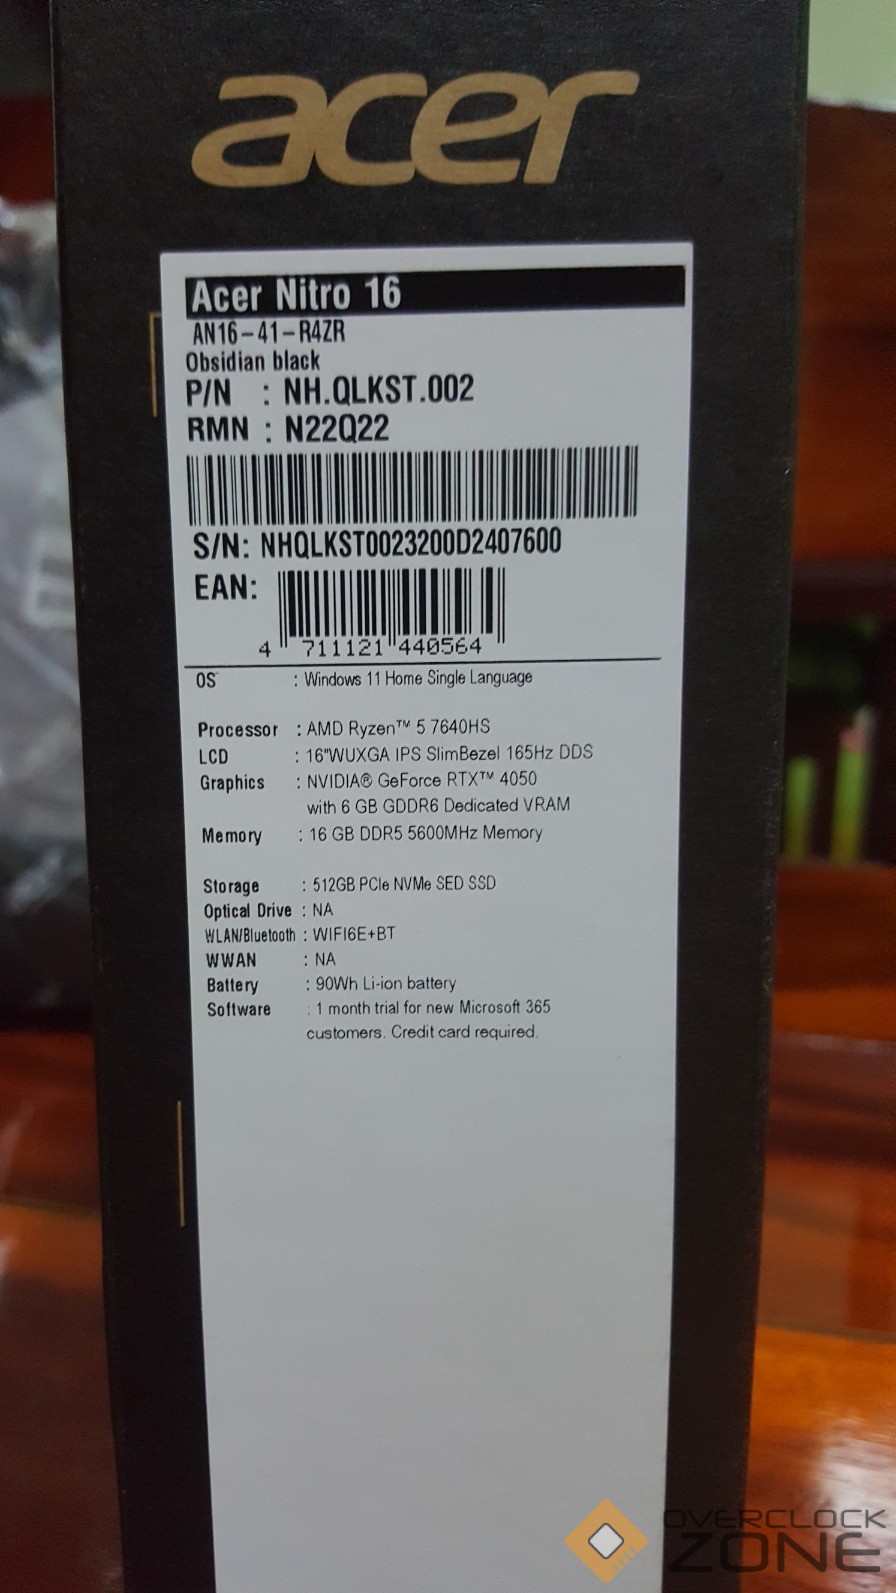 acer
Acer Nitro 16
AN16-41-R4ZR
Obsidian black
P/N : NH.QLKST.002
RMN : N22Q22
S/N: NHQLKST0023200D2407600
EAN:
4 711121 440564
OS : Windows 11 Home Single Language
Processor : AMD Ryzen™ 5 7640HS
LCD : 16"WUXGA IPS SlimBezel 165Hz DDS
Graphics : NVIDIA® GeForce RTX™ 4050
with 6 GB GDDR6 Dedicated VRAM
Memory : 16 GB DDR5 5600MHz Memory
Storage : 512GB PCIe NVMe SED SSD
Optical Drive : NA
WLAN/Bluetooth : WIFI6E+BT
WWAN : NA
Battery : 90Wh Li-ion battery
Software : 1 month trial for new Microsoft 365
customers. Credit card required.
OVERCLOCK
ZONE